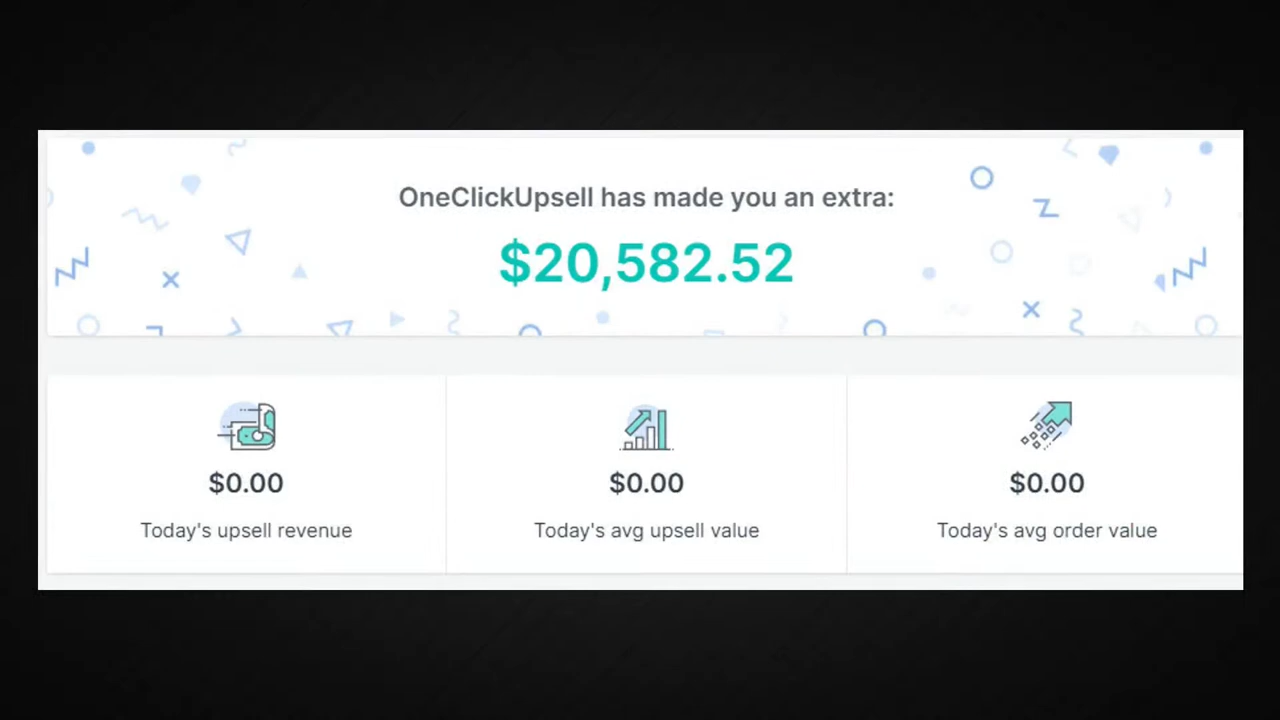 OneClickUpsell has made you an extra:
$20,582.52
$0.00
Today's upsell revenue
$0.00
Today's avg upsell value
$0.00
Today's avg order value